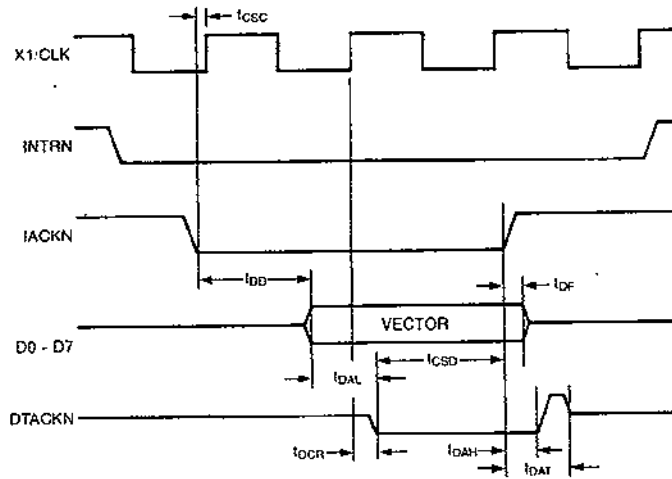 tCSC
X1/CLK
INTRN
IACKN
tDD
tDF
VECTOR
D0 - D7
tCSD
tDAL
DTACKN
tDCR
tDAH
tDAT